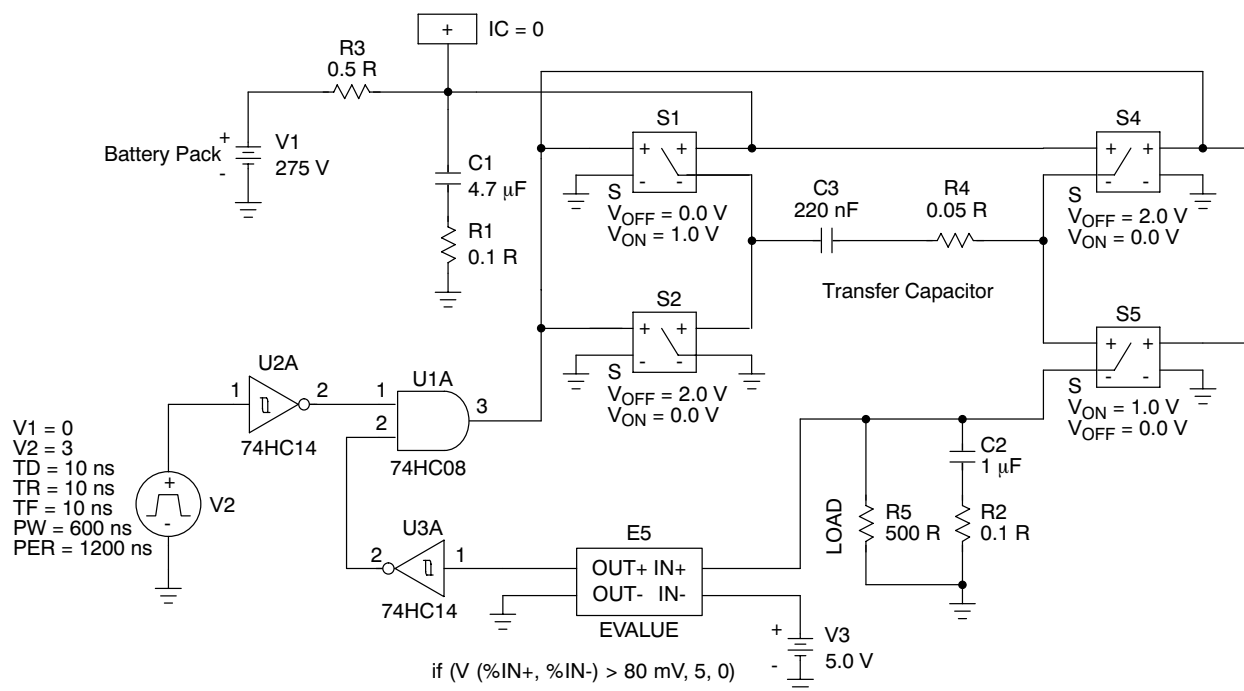 + IC = 0
R3
0.5 R
Battery Pack
+
-
V1
275 V
C1
4.7 μF
R1
0.1 R
S1
+ +
- -
S
VOFF = 0.0 V
VON = 1.0 V
S4
+ +
- -
S
VOFF = 2.0 V
VON = 0.0 V
C3
220 nF
R4
0.05 R
Transfer Capacitor
S2
+ +
- -
S
VOFF = 2.0 V
VON = 0.0 V
S5
+ +
- -
S
VON = 1.0 V
VOFF = 0.0 V
U2A
1 2
74HC14
U1A
1
2
3
74HC08
V1 = 0
V2 = 3
TD = 10 ns
TR = 10 ns
TF = 10 ns
PW = 600 ns
PER = 1200 ns
+
-
V2
U3A
2 1
74HC14
E5
OUT+ IN+
OUT- IN-
EVALUE
if (V (%IN+, %IN-) > 80 mV, 5, 0)
+
-
V3
5.0 V
LOAD
R5
500 R
C2
1 μF
R2
0.1 R